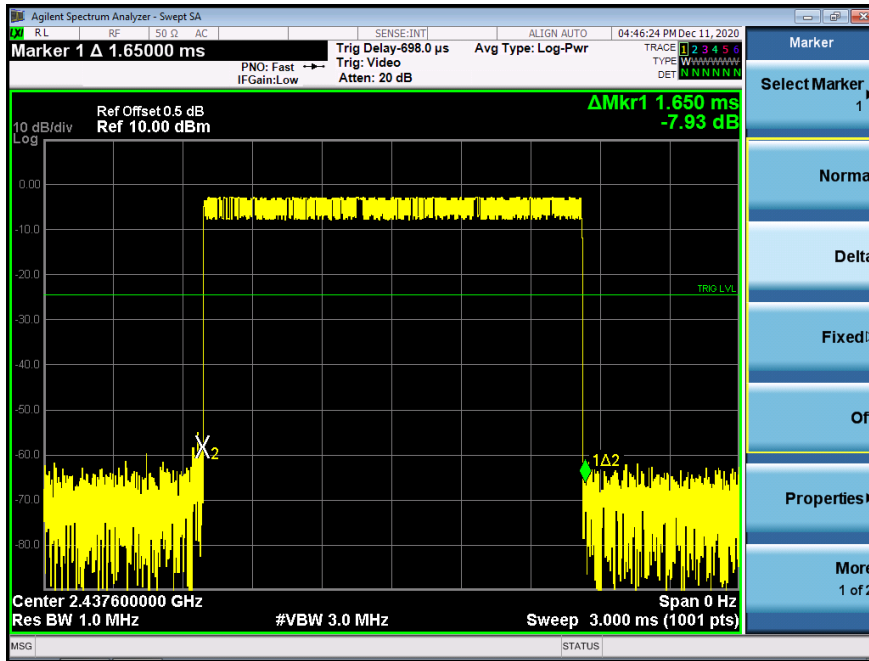 Agilent Spectrum Analyzer - Swept SA
LXI RL RF 50 Ω AC SENSE:INT ALIGN AUTO 04:46:24 PM Dec 11, 2020
Marker 1 Δ 1.65000 ms
PNO: Fast
IFGain:Low
Trig Delay-698.0 µs
Trig: Video
Atten: 20 dB
Avg Type: Log-Pwr
TRACE 1 2 3 4 5 6
TYPE WWWWWW
DET N N N N N N
Marker
Select Marker
1
Norma
Delta
Fixed
Of
Properties
More
1 of 2
ΔMkr1 1.650 ms
-7.93 dB
Ref Offset 0.5 dB
10 dB/div Ref 10.00 dBm
Log
0.00
-10.0
-20.0
TRIG LVL
-30.0
-40.0
-50.0
-60.0
2
1Δ2
-70.0
-80.0
Center 2.437600000 GHz Span 0 Hz
Res BW 1.0 MHz #VBW 3.0 MHz Sweep 3.000 ms (1001 pts)
MSG STATUS